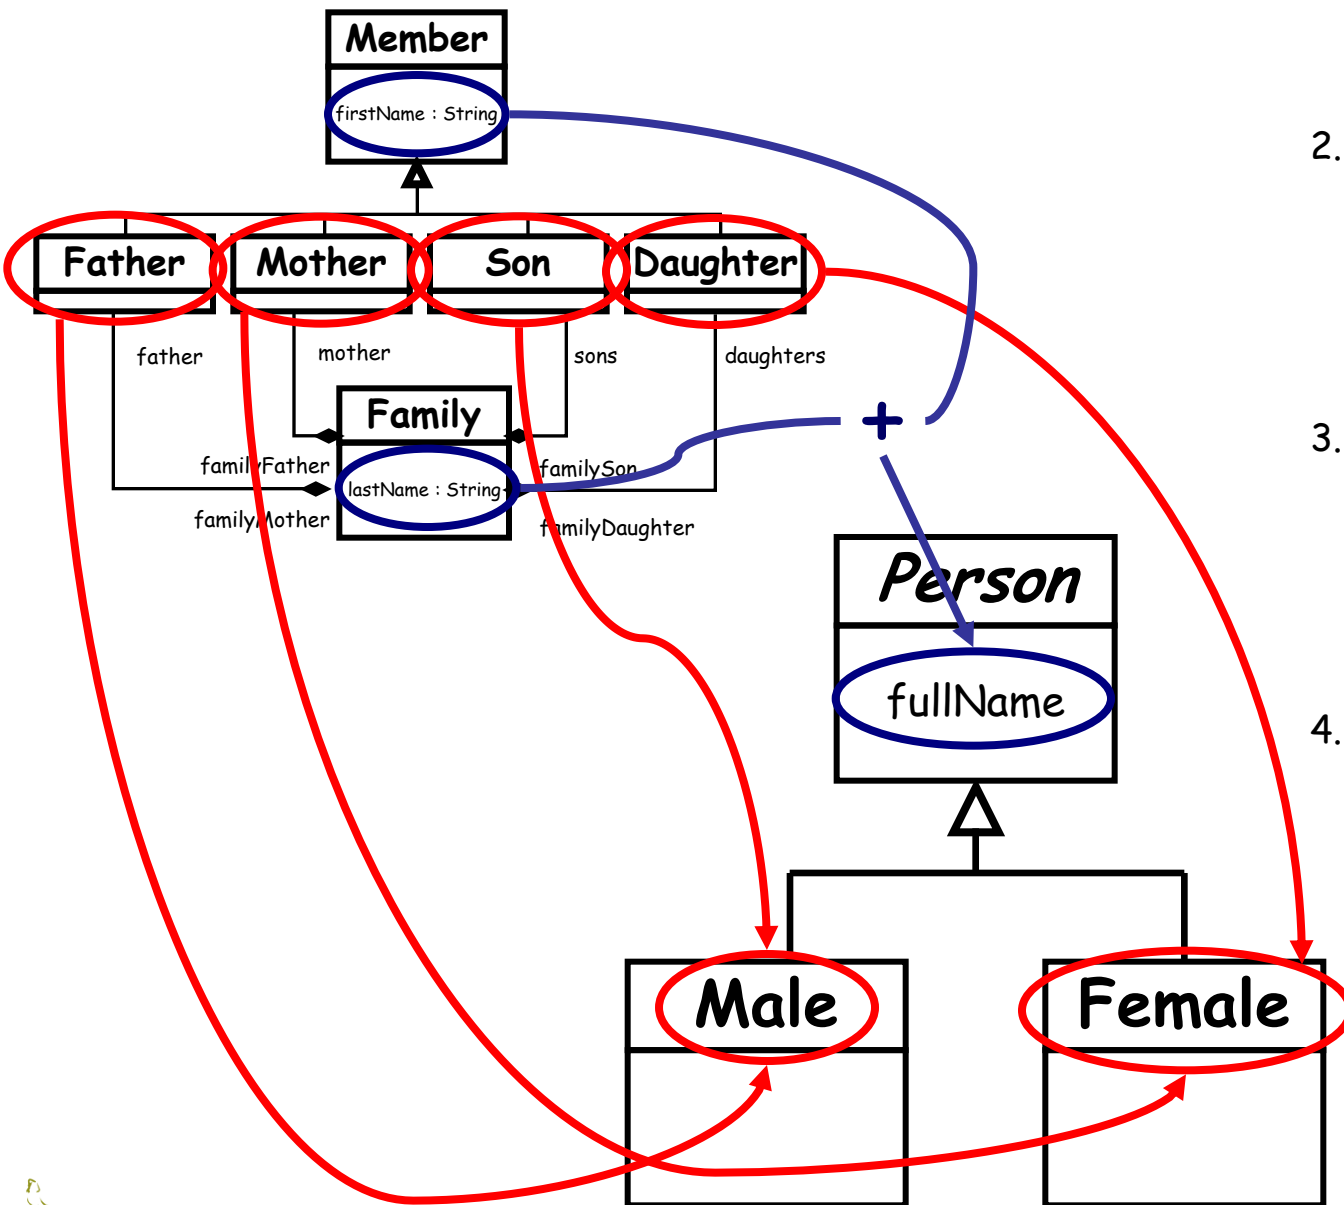 Member
firstName : String
2.
Father
Mother
Son
Daughter
father
mother
sons
daughters
Family
+
3.
familyFather
familySon
lastName : String
familyMother
familyDaughter
Person
fullName
4.
Male
Female